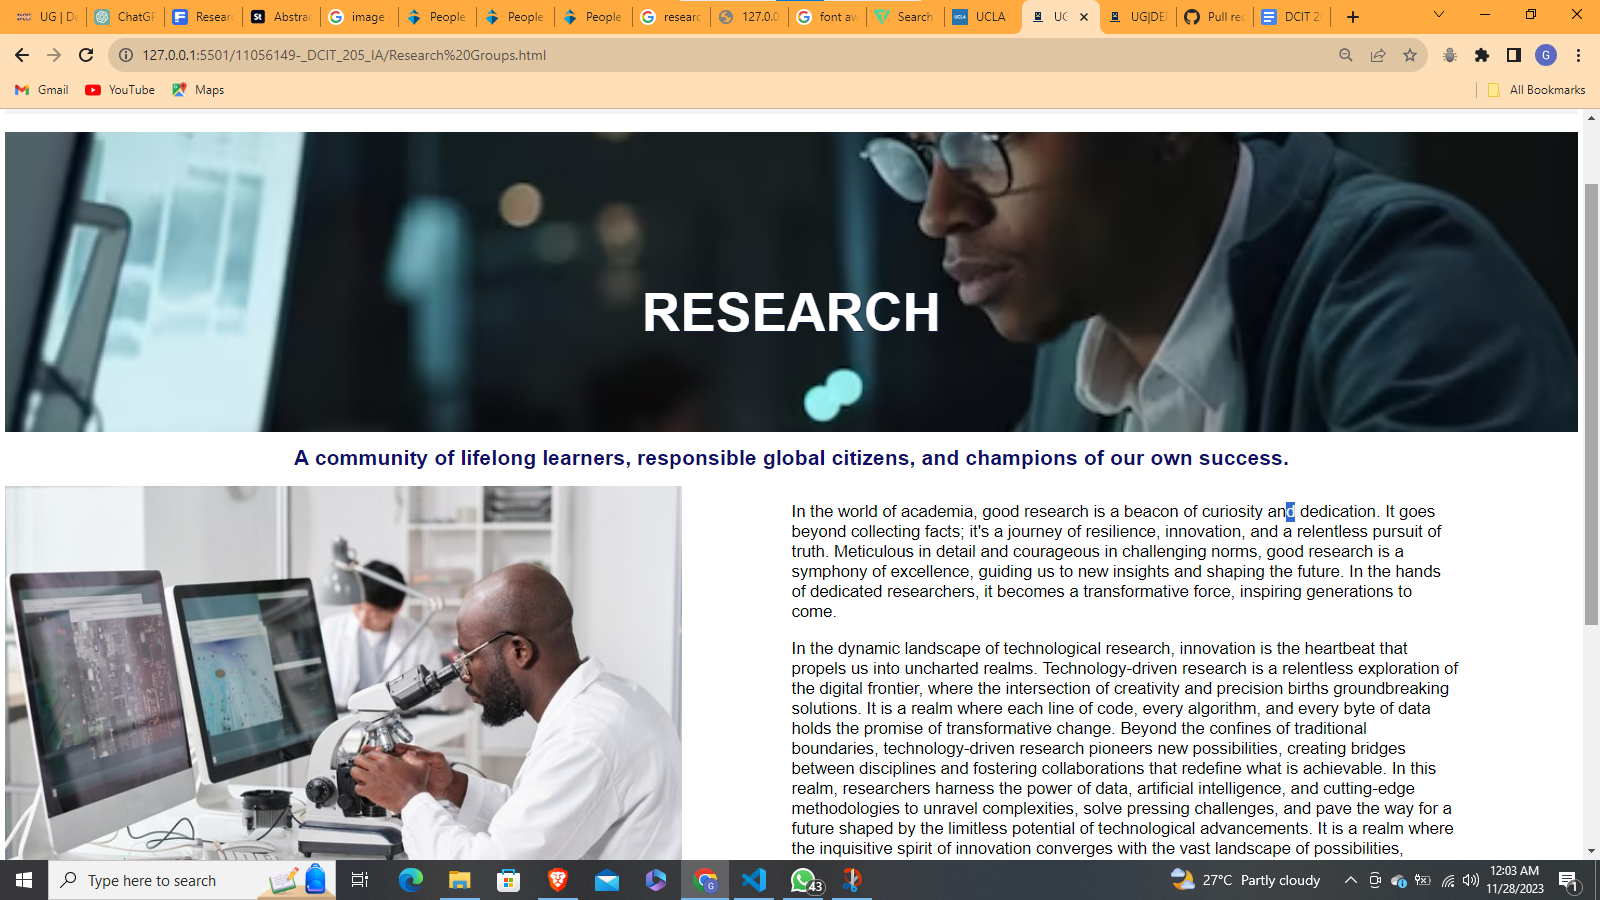 UG | De
ChatGP
Researc
Abstrac
image
People
People
People
researc
127.0.0
font aw
Search
UCLA
UCLA
UG
UG|DEP
Pull rec
DCIT 20
127.0.0.1:5501/11056149-_DCIT_205_IA/Research%20Groups.html
G
Gmail
YouTube
Maps
All Bookmarks
RESEARCH
A community of lifelong learners, responsible global citizens, and champions of our own success.
In the world of academia, good research is a beacon of curiosity and dedication. It goes
beyond collecting facts; it's a journey of resilience, innovation, and a relentless pursuit of
truth. Meticulous in detail and courageous in challenging norms, good research is a
symphony of excellence, guiding us to new insights and shaping the future. In the hands
of dedicated researchers, it becomes a transformative force, inspiring generations to
come.
In the dynamic landscape of technological research, innovation is the heartbeat that
propels us into uncharted realms. Technology-driven research is a relentless exploration of
the digital frontier, where the intersection of creativity and precision births groundbreaking
solutions. It is a realm where each line of code, every algorithm, and every byte of data
holds the promise of transformative change. Beyond the confines of traditional
boundaries, technology-driven research pioneers new possibilities, creating bridges
between disciplines and fostering collaborations that redefine what is achievable. In this
realm, researchers harness the power of data, artificial intelligence, and cutting-edge
methodologies to unravel complexities, solve pressing challenges, and pave the way for a
future shaped by the limitless potential of technological advancements. It is a realm where
the inquisitive spirit of innovation converges with the vast landscape of possibilities,
Type here to search
43
27°C Partly cloudy
12:03 AM
11/28/2023
1